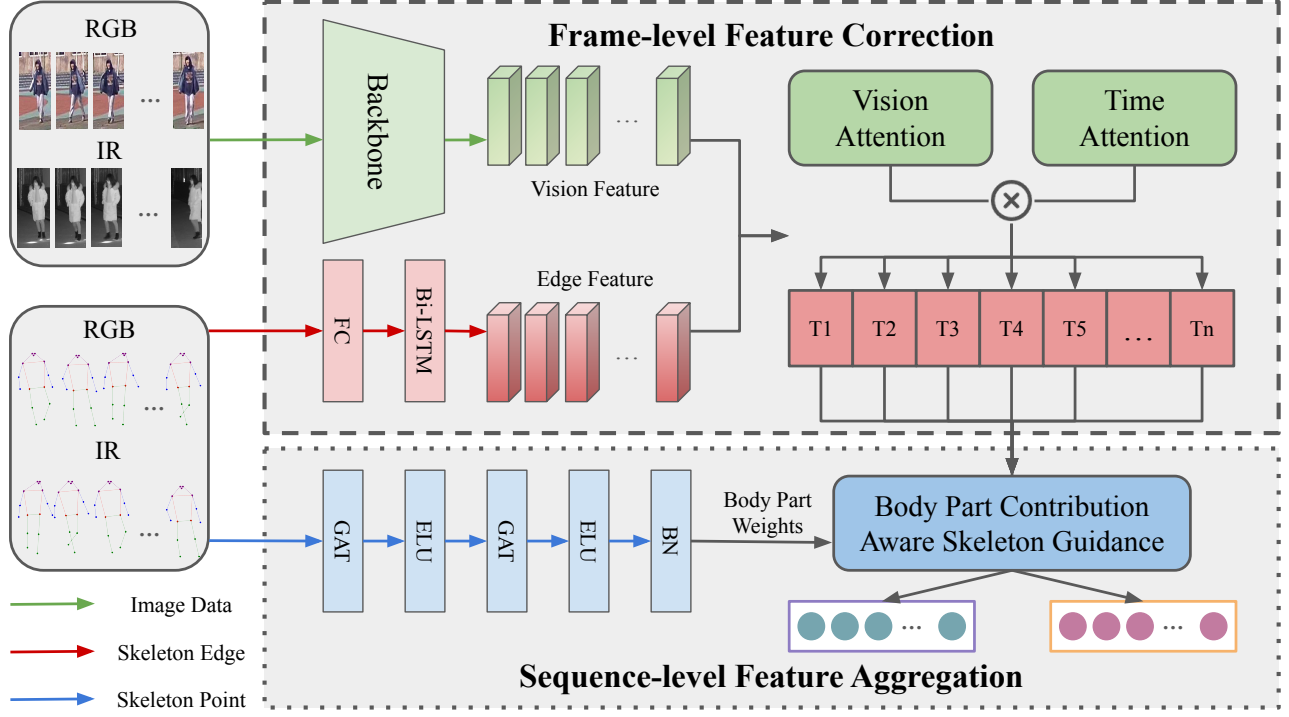 RGB
...
IR
...
RGB
...
IR
...
Image Data
Skeleton Edge
Skeleton Point
Frame-level Feature Correction
Backbone
...
Vision Feature
FC
Bi-LSTM
Edge Feature
...
Vision
Attention
Time
Attention
T1 T2 T3 T4 T5 ... Tn
GAT
ELU
GAT
ELU
BN
Body Part
Weights
Body Part Contribution
Aware Skeleton Guidance
...
...
Sequence-level Feature Aggregation